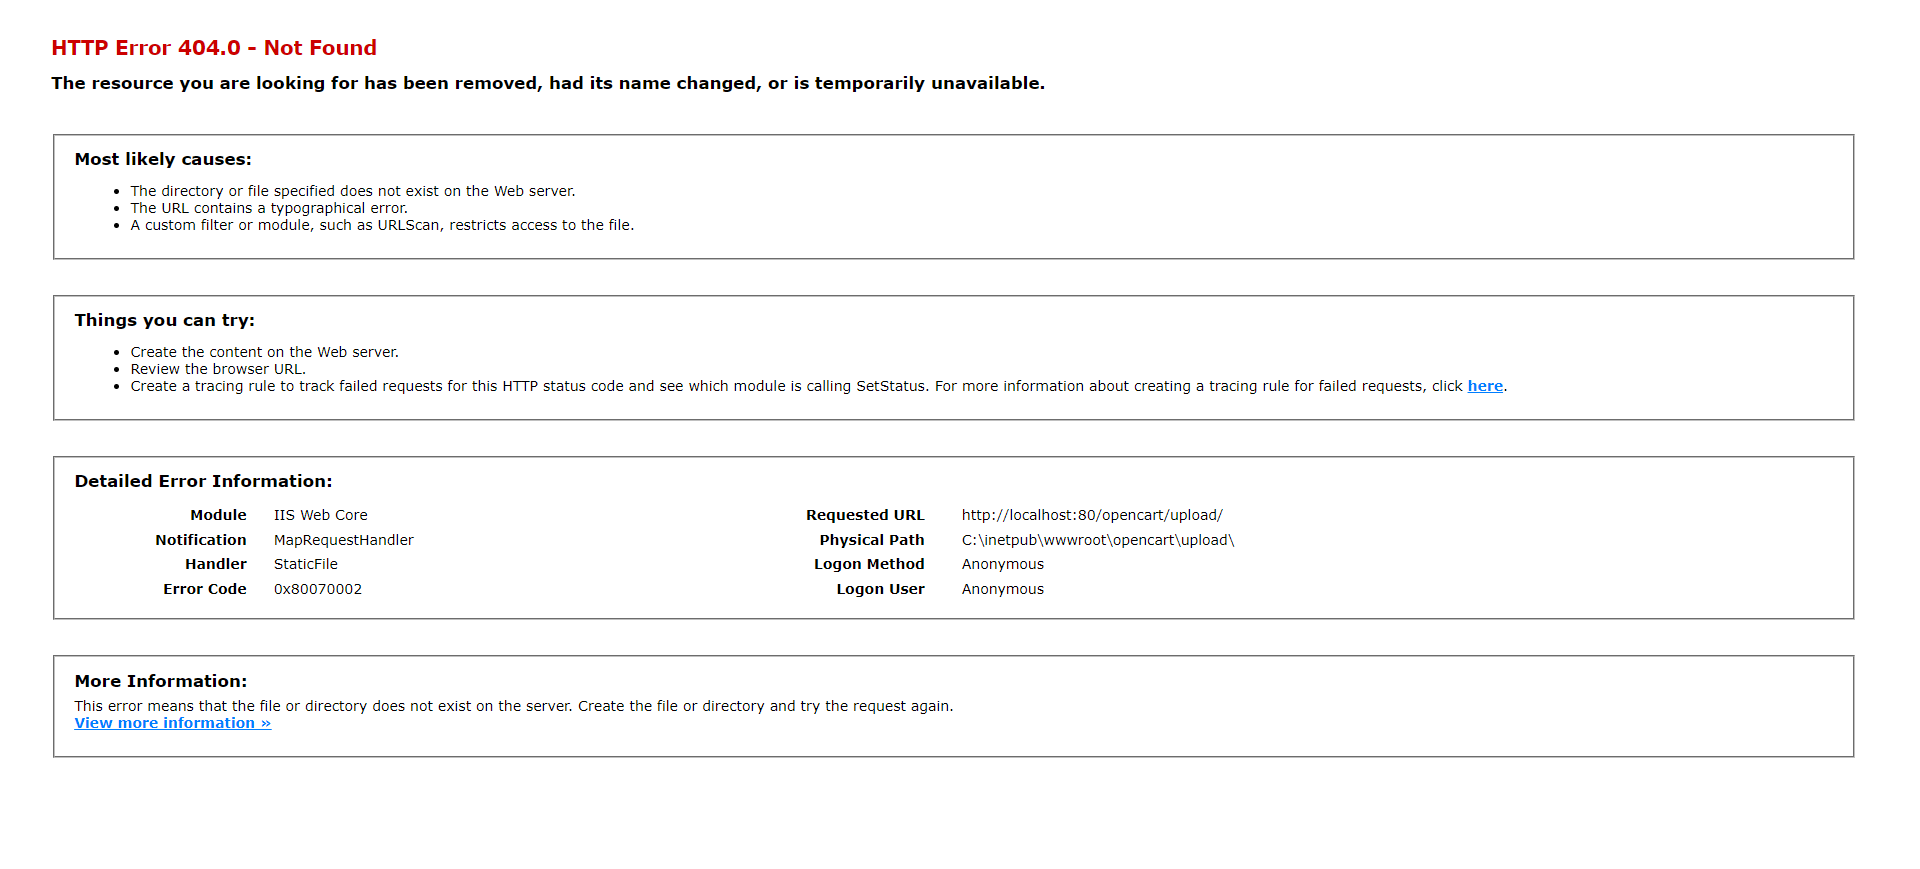 HTTP Error 404.0 - Not Found
The resource you are looking for has been removed, had its name changed, or is temporarily unavailable.
Most likely causes:
• The directory or file specified does not exist on the Web server.
• The URL contains a typographical error.
• A custom filter or module, such as URLScan, restricts access to the file.
Things you can try:
• Create the content on the Web server.
• Review the browser URL.
• Create a tracing rule to track failed requests for this HTTP status code and see which module is calling SetStatus. For more information about creating a tracing rule for failed requests, click here.
Detailed Error Information:
Module IIS Web Core Requested URL http://localhost:80/opencart/upload/
Notification MapRequestHandler Physical Path C:\inetpub\wwwroot\opencart\upload\
Handler StaticFile Logon Method Anonymous
Error Code 0x80070002 Logon User Anonymous
More Information:
This error means that the file or directory does not exist on the server. Create the file or directory and try the request again.
View more information »